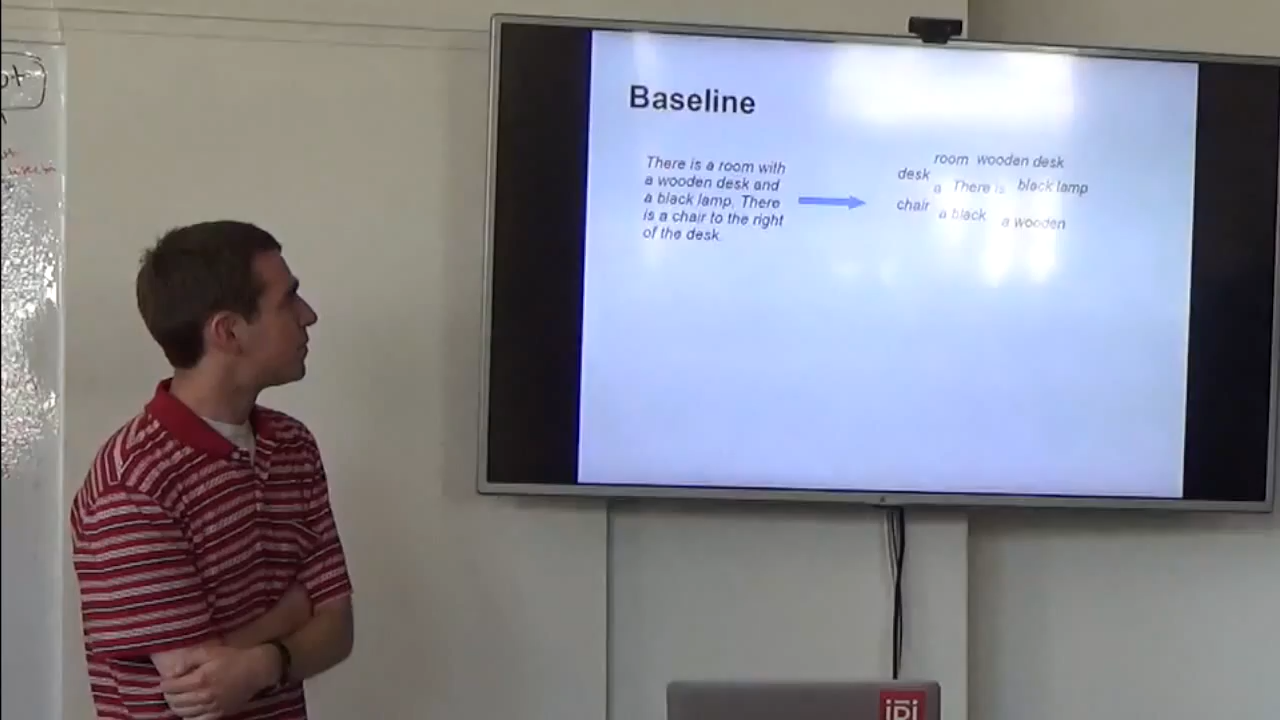 Baseline
There is a room with
a wooden desk and
a black lamp. There
is a chair to the right
of the desk.
room wooden desk
desk
a There is black lamp
chair
a black a wooden